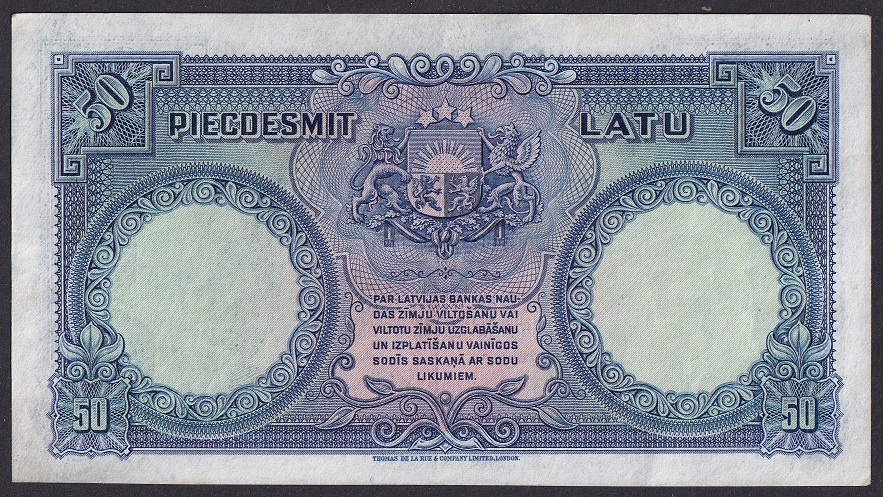 50 50
PIECDESMIT LATU
PAR LATVIJAS BANKAS NAU-
DAS ZĪMJU VILTOŠANU VAI
VILTOTU ZĪMJU UZGLABĀŠANU
UN IZPLATĪŠANU VAINĪGOS
SODĪS SASKAŅĀ AR SODU
LIKUMIEM.
50 50
THOMAS DE LA RUE & COMPANY LIMITED, LONDON.